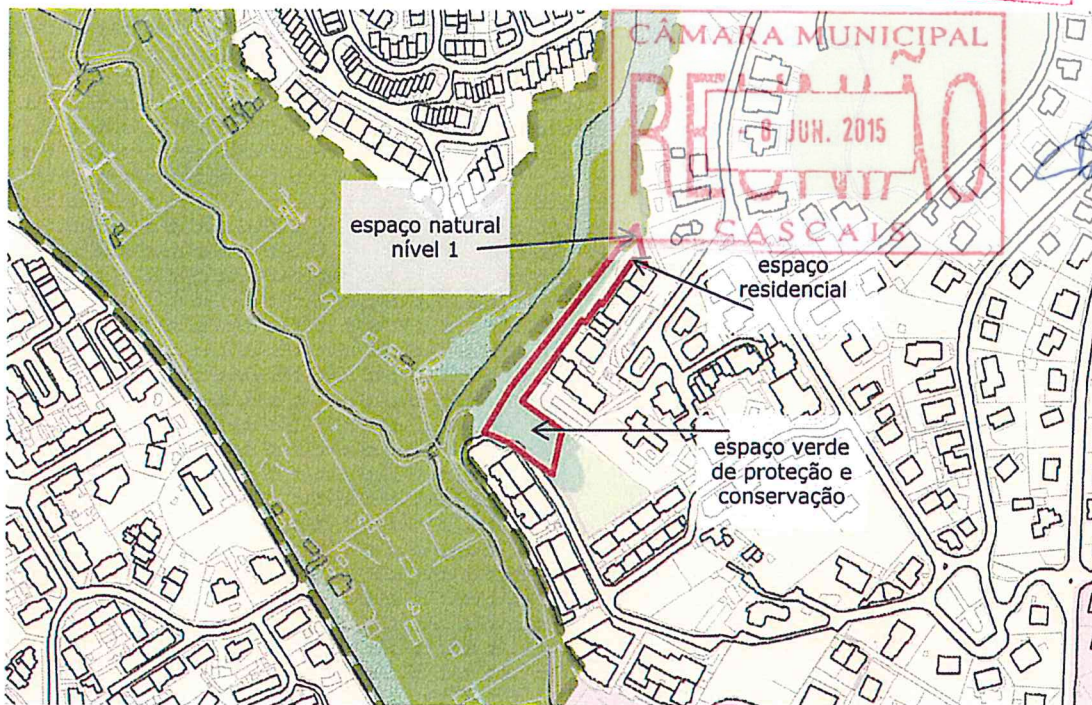 CÂMARA MUNICIPAL
REUNIÃO
8 JUN. 2015
CASCAIS
espaço natural
nível 1
espaço
residencial
espaço verde
de proteção e
conservação